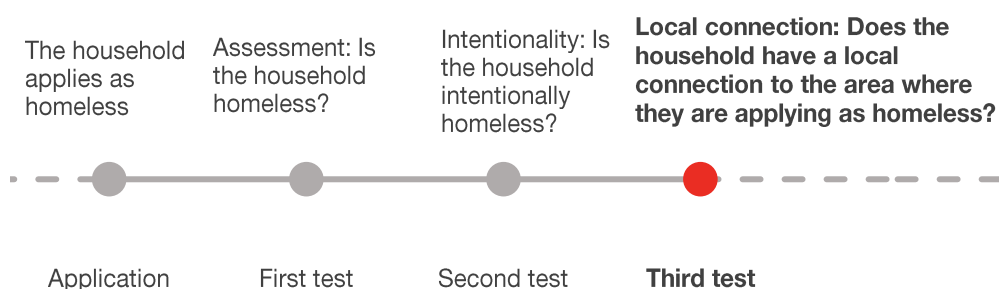 The household
applies as
homeless
Assessment: Is
the household
homeless?
Intentionality: Is
the household
intentionally
homeless?
Local connection: Does the
household have a local
connection to the area where
they are applying as homeless?
Application
First test
Second test
Third test